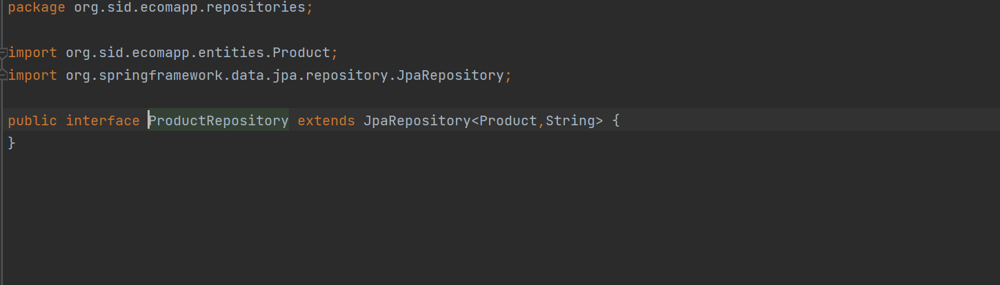 package org.sid.ecomapp.repositories;
import org.sid.ecomapp.entities.Product;
import org.springframework.data.jpa.repository.JpaRepository;
public interface ProductRepository extends JpaRepository<Product,String> {
}